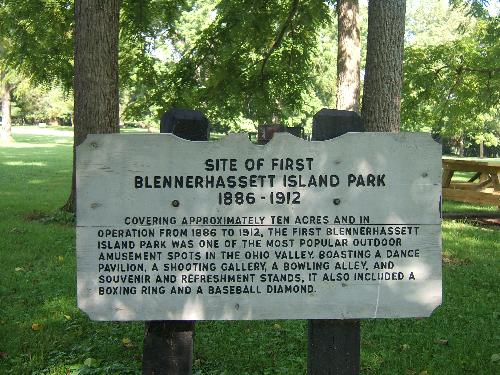 SITE OF FIRST
BLENNERHASSETT ISLAND PARK
1886-1912
COVERING APPROXIMATELY TEN ACRES AND IN
OPERATION FROM 1886 TO 1912, THE FIRST BLENNERHASSETT
ISLAND PARK WAS ONE OF THE MOST POPULAR OUTDOOR
AMUSEMENT SPOTS IN THE OHIO VALLEY. BOASTING A DANCE
PAVILION, A SHOOTING GALLERY, A BOWLING ALLEY, AND
SOUVENIR AND REFRESHMENT STANDS, IT ALSO INCLUDED A
BOXING RING AND A BASEBALL DIAMOND.